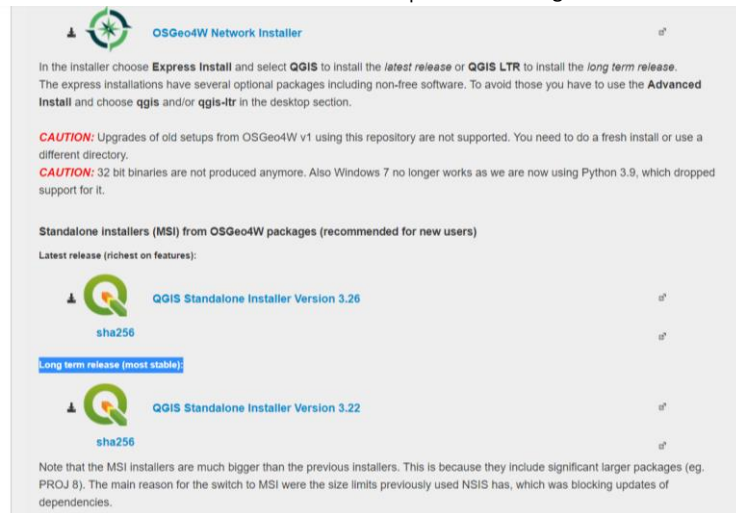 OSGeo4W Network Installer
In the installer choose Express Install and select QGIS to install the latest release or QGIS LTR to install the long term release.
The express installations have several optional packages including non-free software. To avoid those you have to use the Advanced
Install and choose qgis and/or qgis-ltr in the desktop section.
CAUTION: Upgrades of old setups from OSGeo4W v1 using this repository are not supported. You need to do a fresh install or use a
different directory.
CAUTION: 32 bit binaries are not produced anymore. Also Windows 7 no longer works as we are now using Python 3.9, which dropped
support for it.
Standalone installers (MSI) from OSGeo4W packages (recommended for new users)
Latest release (richest on features):
QGIS Standalone Installer Version 3.26
sha256
Long term release (most stable):
QGIS Standalone Installer Version 3.22
sha256
Note that the MSI installers are much bigger than the previous installers. This is because they include significant larger packages (eg.
PROJ 8). The main reason for the switch to MSI were the size limits previously used NSIS has, which was blocking updates of
dependencies.